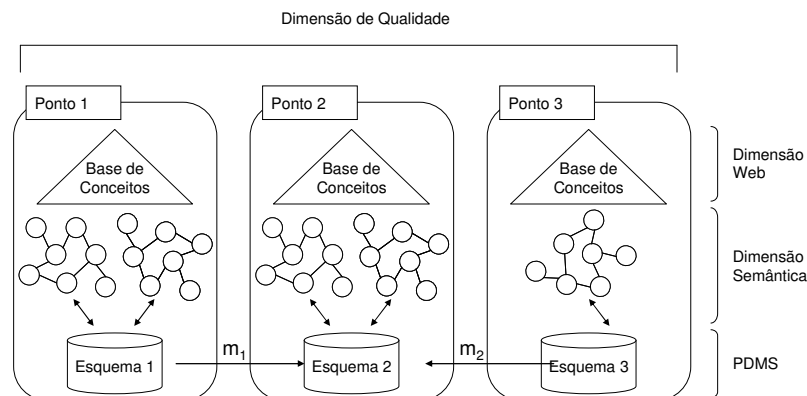 Dimensão de Qualidade
Ponto 1
Ponto 2
Ponto 3
Base de
Conceitos
Base de
Conceitos
Base de
Conceitos
Dimensão
Web
Dimensão
Semântica
Esquema 1
m1
Esquema 2
m2
Esquema 3
PDMS